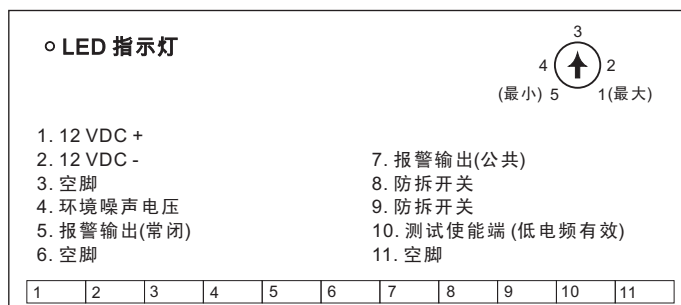 LED 指示灯
3
4 2
(最小) 5 1(最大)
1. 12 VDC +
2. 12 VDC -
3. 空脚
4. 环境噪声电压
5. 报警输出(常闭)
6. 空脚
7. 报警输出(公共)
8. 防拆开关
9. 防拆开关
10. 测试使能端 (低电频有效)
11. 空脚
1 2 3 4 5 6 7 8 9 10 11